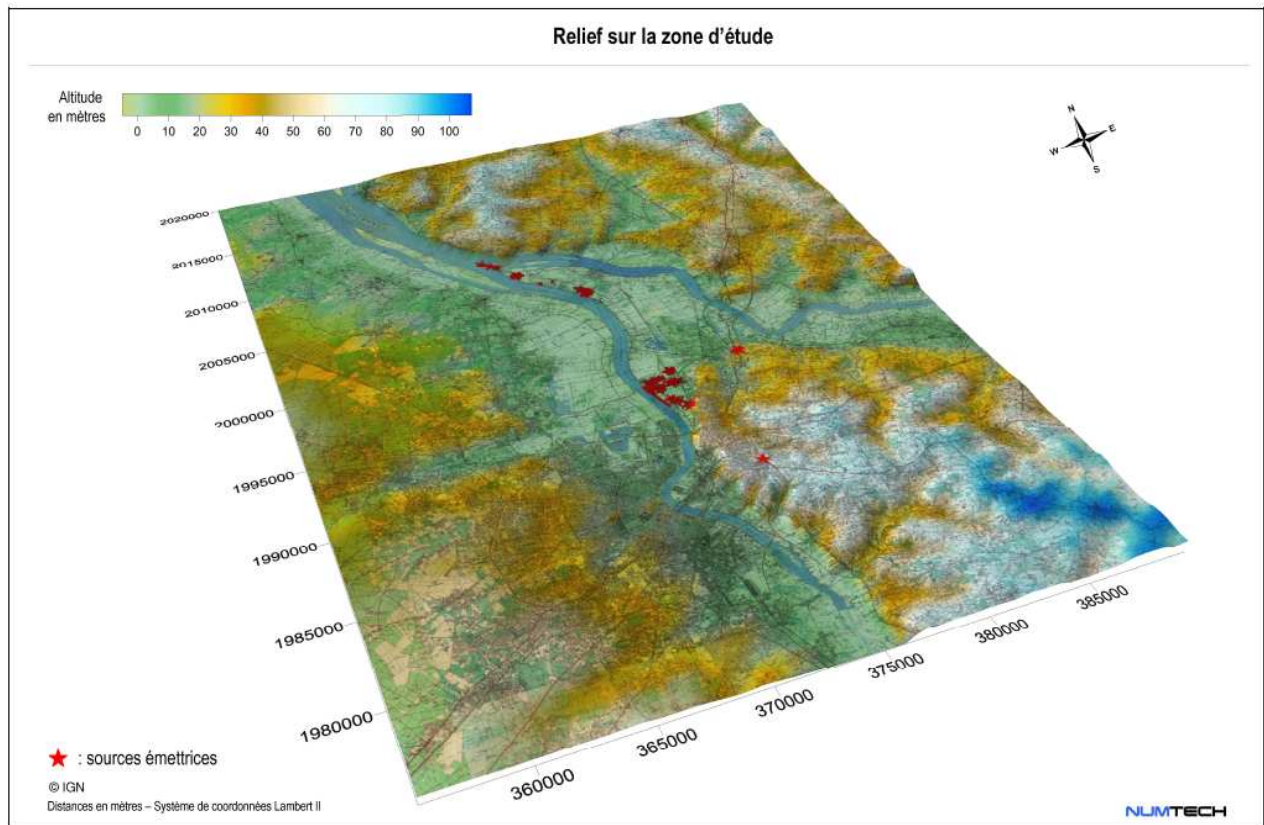 Relief sur la zone d'étude
Altitude
en mètres
0 10 20 30 40 50 60 70 80 90 100
N
E
W
S
2020000
2015000
2010000
2005000
2000000
1995000
1990000
1985000
1980000
385000
380000
375000
370000
365000
360000
: sources émettrices
© IGN
Distances en mètres – Système de coordonnées Lambert II
NUMTECH